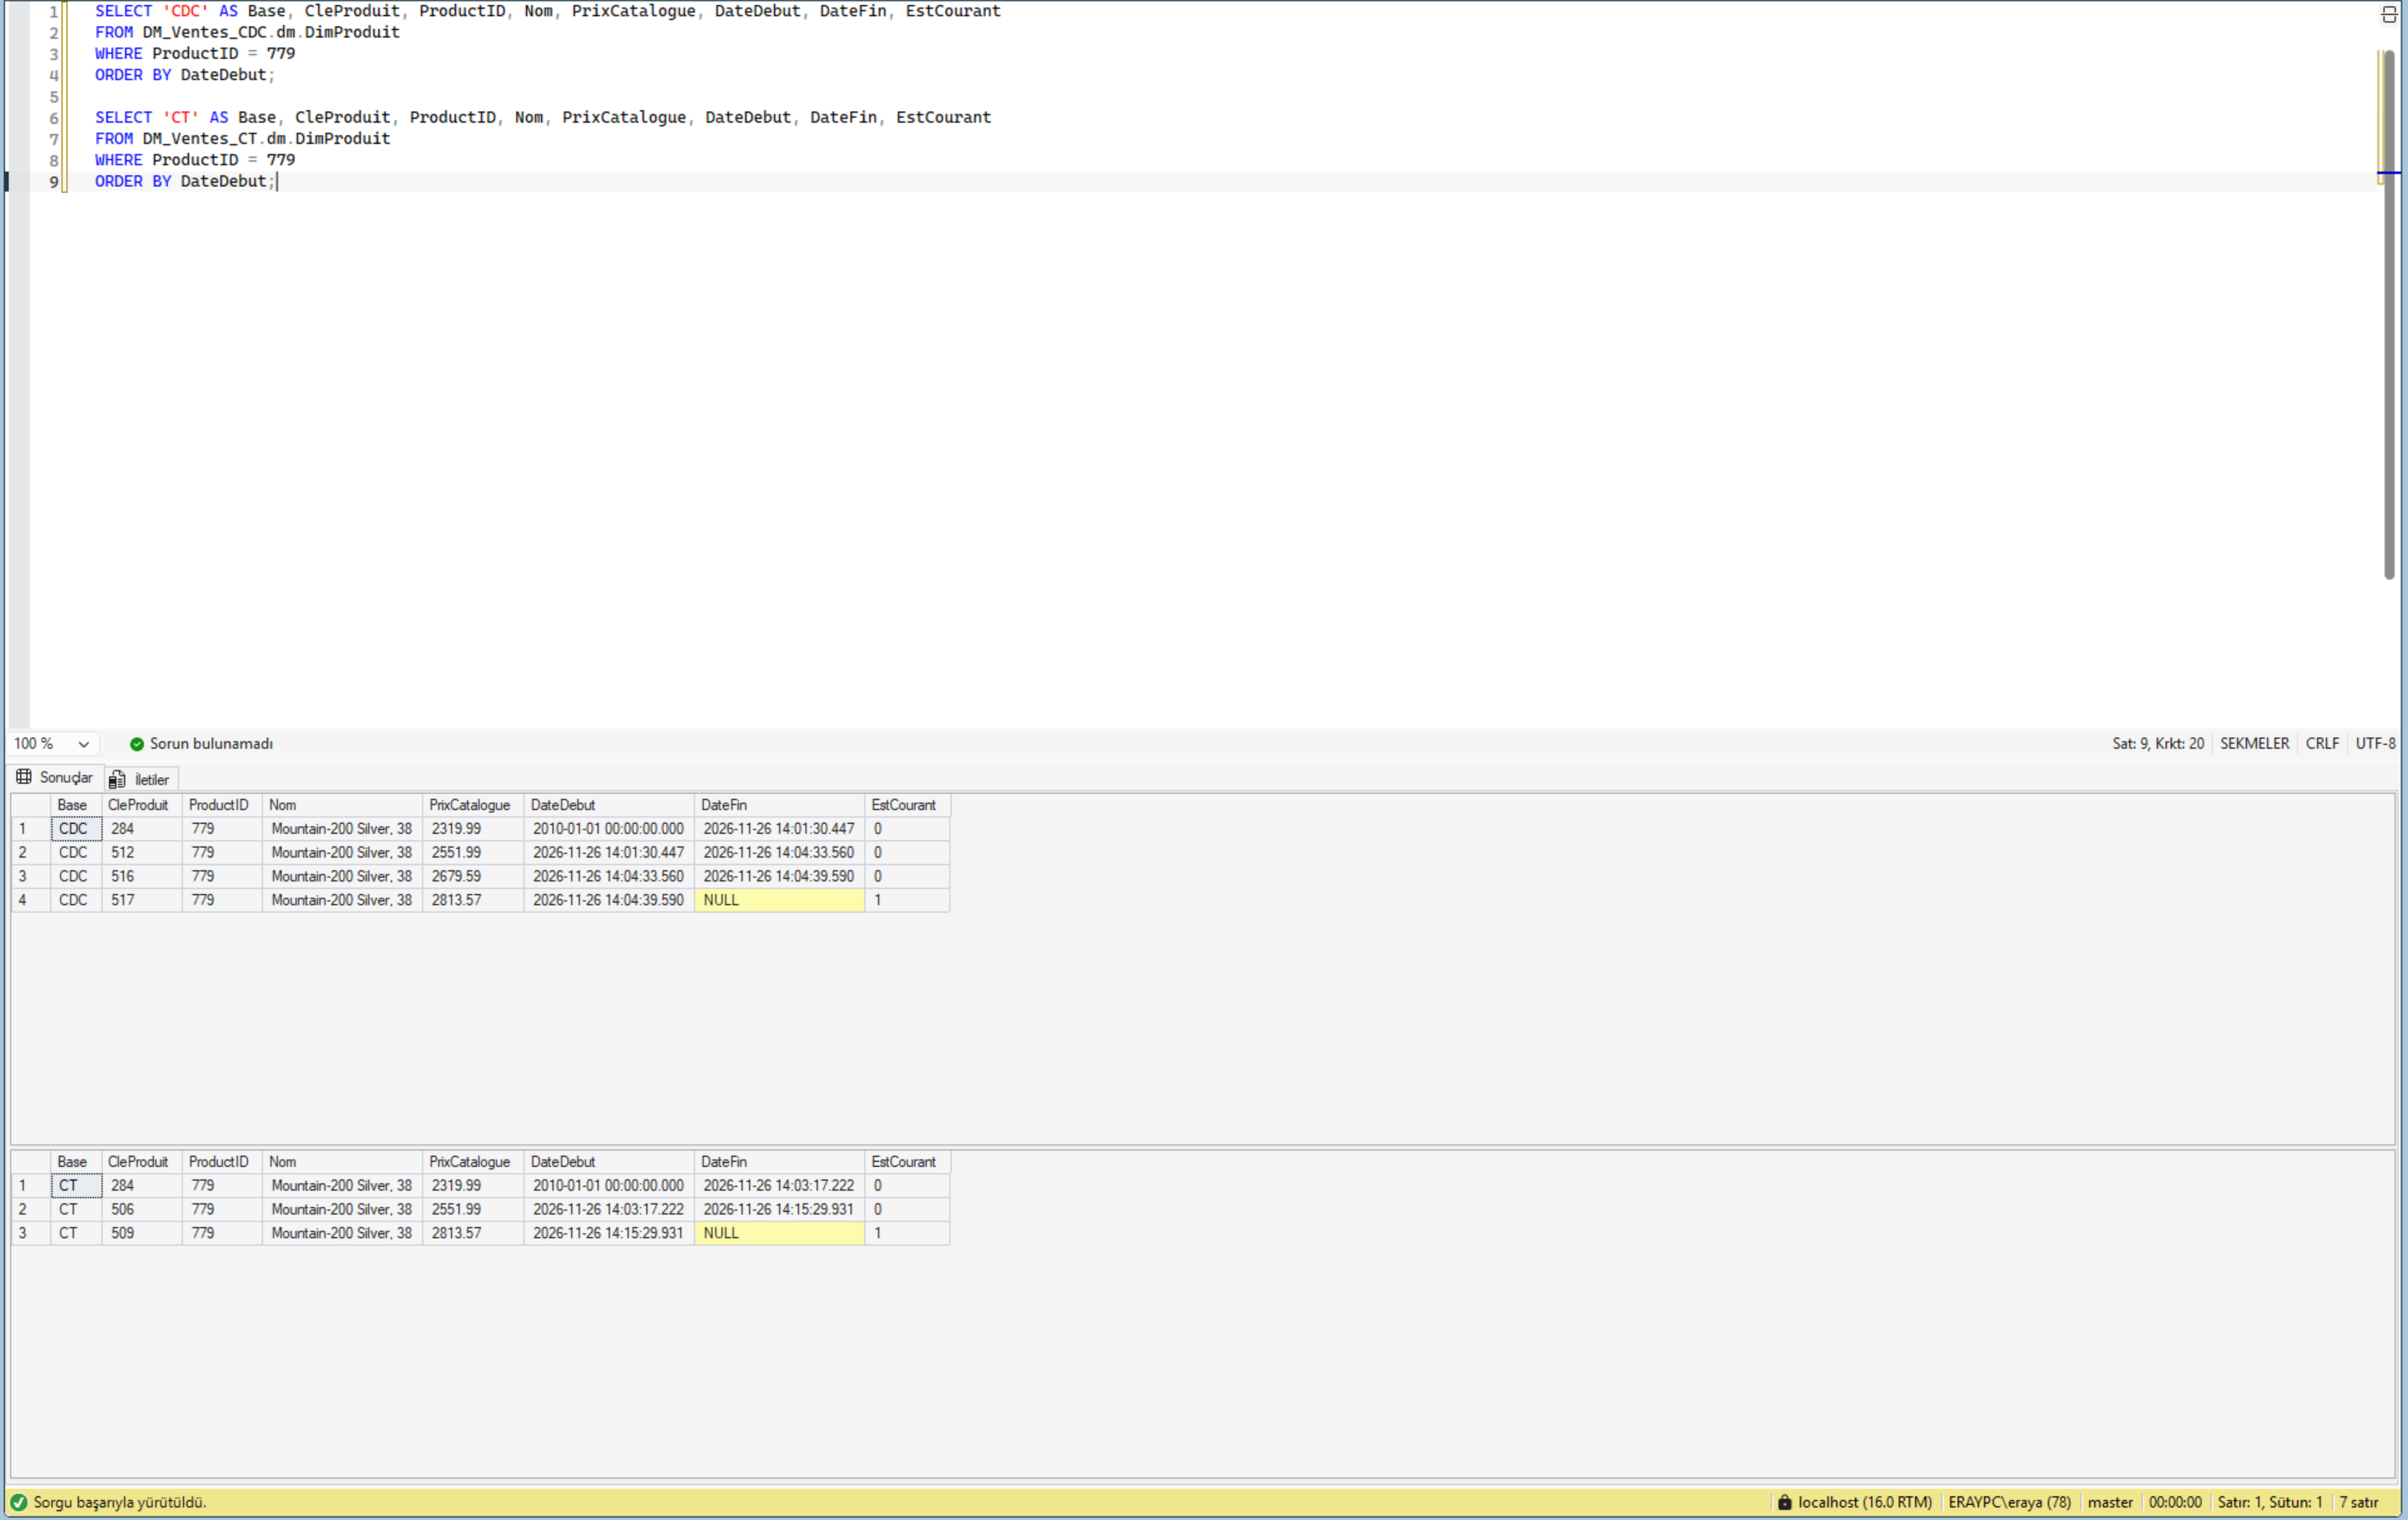 1 SELECT 'CDC' AS Base, CleProduit, ProductID, Nom, PrixCatalogue, DateDebut, DateFin, EstCourant
2 FROM DM_Ventes_CDC.dm.DimProduit
3 WHERE ProductID = 779
4 ORDER BY DateDebut;
5
6 SELECT 'CT' AS Base, CleProduit, ProductID, Nom, PrixCatalogue, DateDebut, DateFin, EstCourant
7 FROM DM_Ventes_CT.dm.DimProduit
8 WHERE ProductID = 779
9 ORDER BY DateDebut;
100 % Sorun bulunamadı Sat: 9, Krkt: 20 SEKMELER CRLF UTF-8
Sonuçlar İletiler
Base CleProduit ProductID Nom PrixCatalogue DateDebut DateFin EstCourant
1 CDC 284 779 Mountain-200 Silver, 38 2319.99 2010-01-01 00:00:00.000 2026-11-26 14:01:30.447 0
2 CDC 512 779 Mountain-200 Silver, 38 2551.99 2026-11-26 14:01:30.447 2026-11-26 14:04:33.560 0
3 CDC 516 779 Mountain-200 Silver, 38 2679.59 2026-11-26 14:04:33.560 2026-11-26 14:04:39.590 0
4 CDC 517 779 Mountain-200 Silver, 38 2813.57 2026-11-26 14:04:39.590 NULL 1
Base CleProduit ProductID Nom PrixCatalogue DateDebut DateFin EstCourant
1 CT 284 779 Mountain-200 Silver, 38 2319.99 2010-01-01 00:00:00.000 2026-11-26 14:03:17.222 0
2 CT 506 779 Mountain-200 Silver, 38 2551.99 2026-11-26 14:03:17.222 2026-11-26 14:15:29.931 0
3 CT 509 779 Mountain-200 Silver, 38 2813.57 2026-11-26 14:15:29.931 NULL 1
Sorgu başarıyla yürütüldü. localhost (16.0 RTM) ERAYPC\eraya (78) master 00:00:00 Satır: 1, Sütun: 1 7 satır